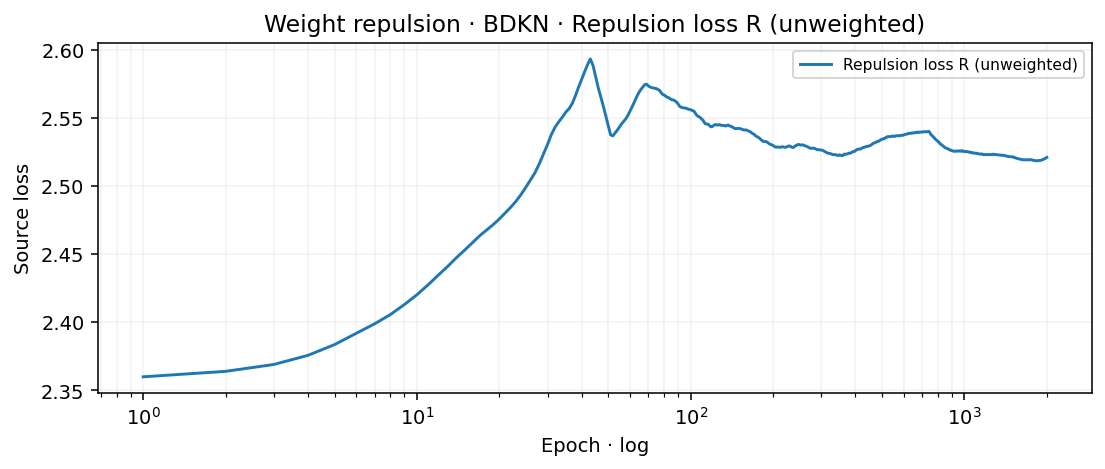 Weight repulsion · BDKN · Repulsion loss R (unweighted)
Repulsion loss R (unweighted)
Source loss
2.60
2.55
2.50
2.45
2.40
2.35
10⁰
10¹
10²
10³
Epoch · log